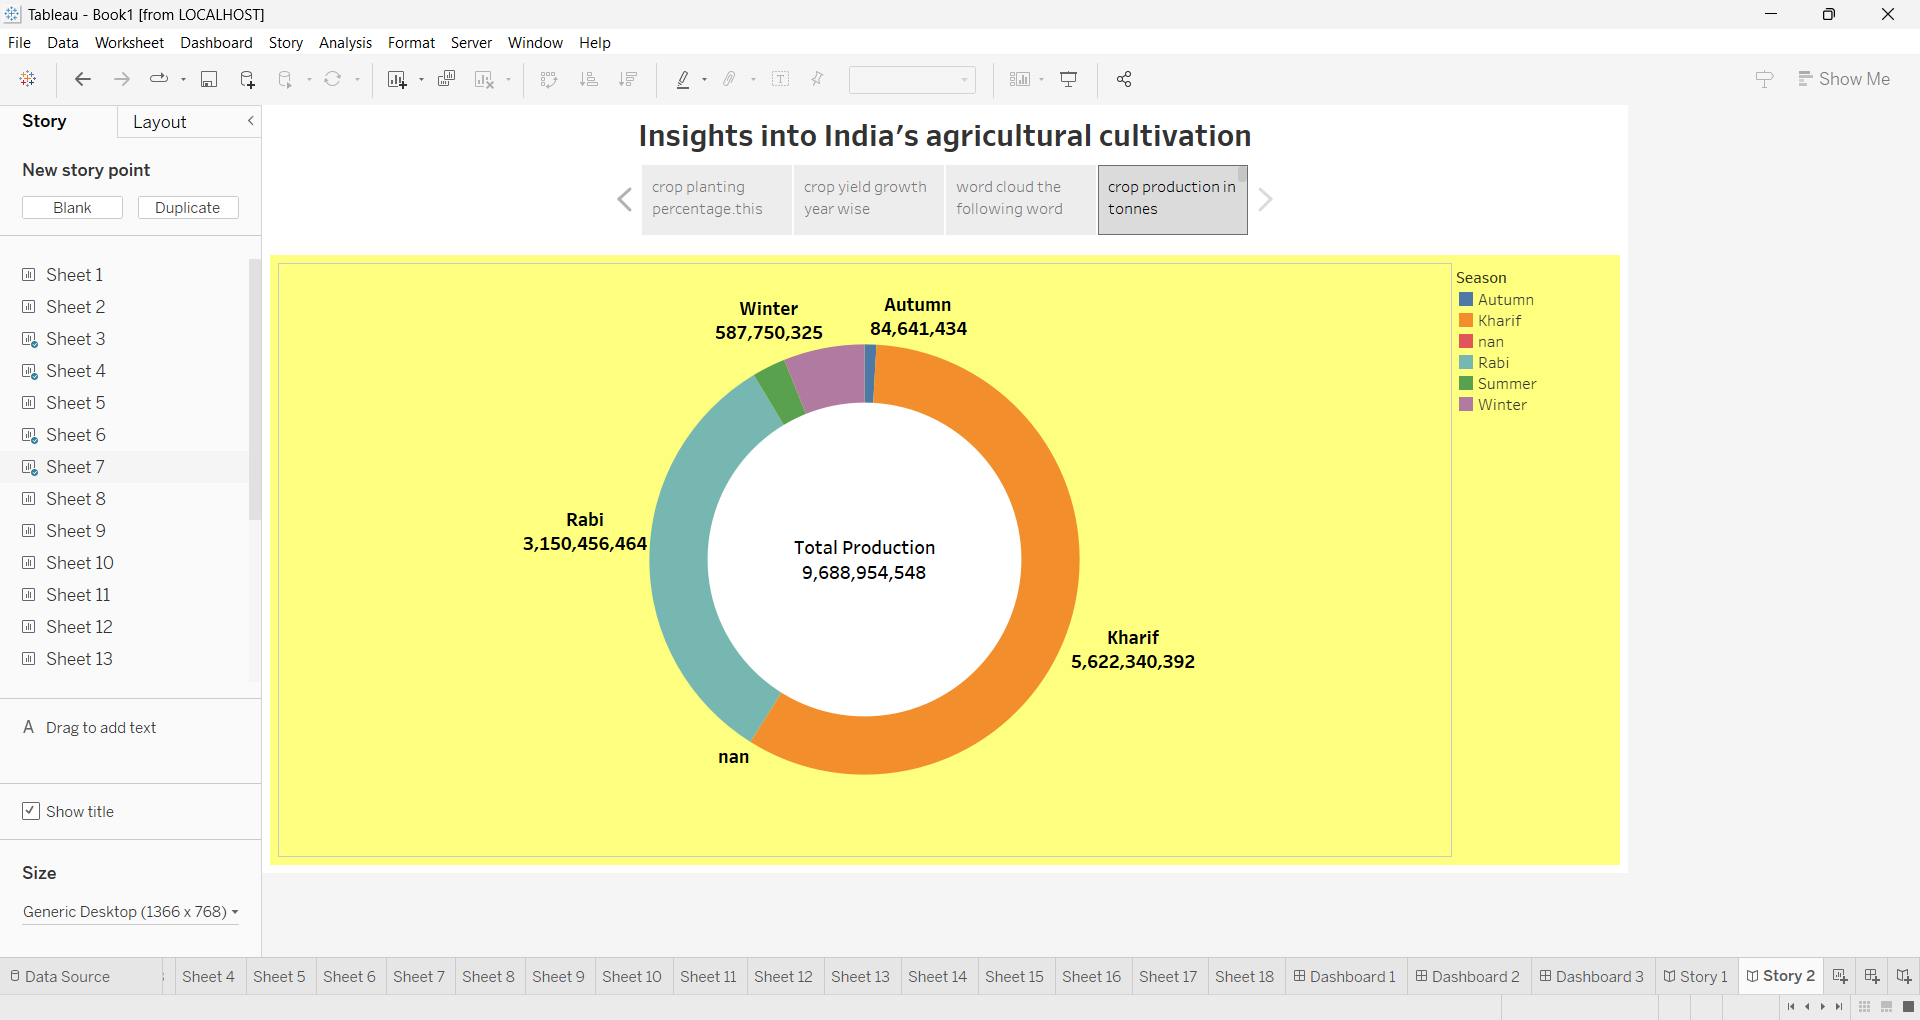 Tableau - Book1 [from LOCALHOST]
File Data Worksheet Dashboard Story Analysis Format Server Window Help
Show Me
Story
Layout
New story point
Blank
Duplicate
Sheet 1
Sheet 2
Sheet 3
Sheet 4
Sheet 5
Sheet 6
Sheet 7
Sheet 8
Sheet 9
Sheet 10
Sheet 11
Sheet 12
Sheet 13
A Drag to add text
Show title
Size
Generic Desktop (1366 x 768)
Insights into India's agricultural cultivation
crop planting
percentage.this
crop yield growth
year wise
word cloud the
following word
crop production in
tonnes
Winter
587,750,325
Autumn
84,641,434
Rabi
3,150,456,464
Total Production
9,688,954,548
Kharif
5,622,340,392
nan
Season
Autumn
Kharif
nan
Rabi
Summer
Winter
Data Source Sheet 4 Sheet 5 Sheet 6 Sheet 7 Sheet 8 Sheet 9 Sheet 10 Sheet 11 Sheet 12 Sheet 13 Sheet 14 Sheet 15 Sheet 16 Sheet 17 Sheet 18 Dashboard 1 Dashboard 2 Dashboard 3 Story 1 Story 2